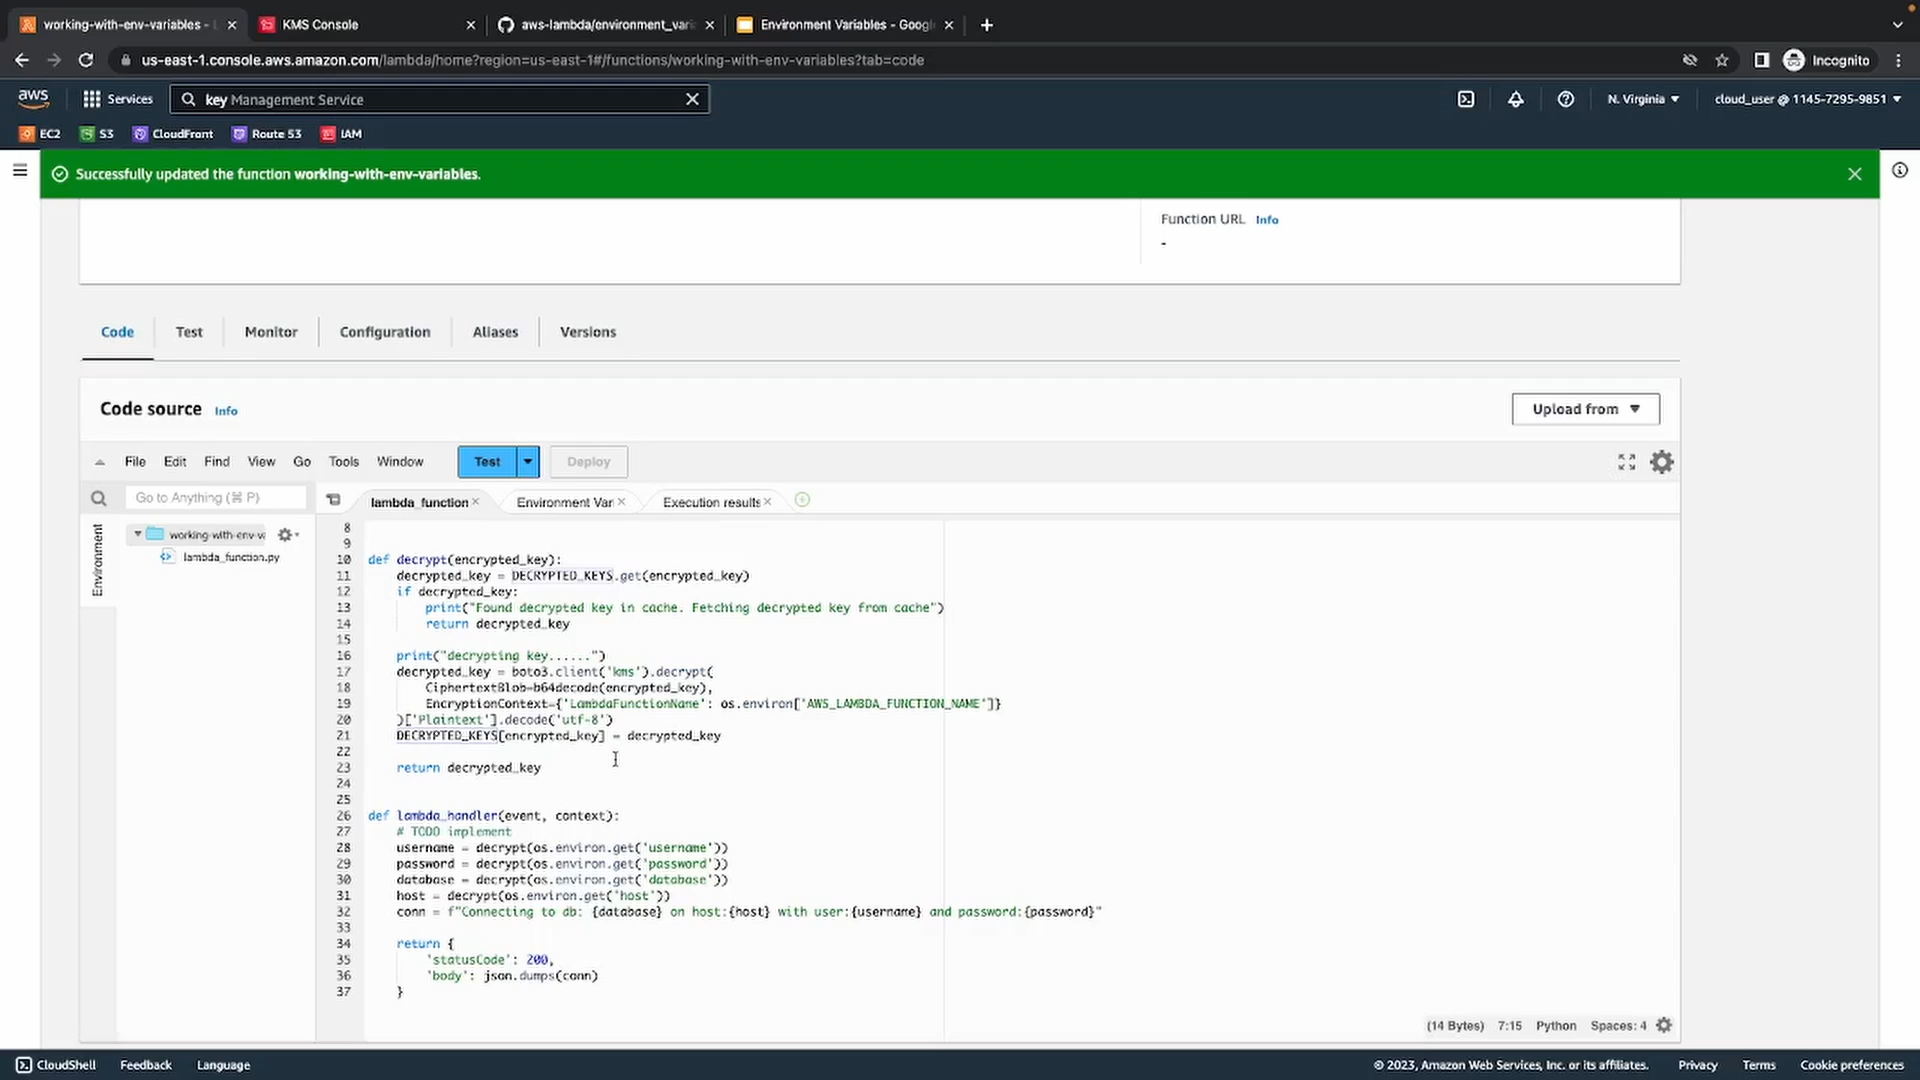 working-with-env-variables - L
KMS Console
aws-lambda/environment_varia
Environment Variables - Google
us-east-1.console.aws.amazon.com/lambda/home?region=us-east-1#/functions/working-with-env-variables?tab=code
Incognito
aws
Services
key Management Service
N. Virginia
cloud_user @ 1145-7295-9851
EC2
S3
CloudFront
Route 53
IAM
Successfully updated the function working-with-env-variables.
Function URL Info
-
Code
Test
Monitor
Configuration
Aliases
Versions
Code source Info
Upload from
File Edit Find View Go Tools Window
Test
Deploy
Go to Anything (⌘ P)
lambda_function
Environment Var
Execution results
Environment
working-with-env-va
lambda_function.py
8
9
10 def decrypt(encrypted_key):
11 decrypted_key = DECRYPTED_KEYS.get(encrypted_key)
12 if decrypted_key:
13 print("Found decrypted key in cache. Fetching decrypted key from cache")
14 return decrypted_key
15
16 print("decrypting key......")
17 decrypted_key = boto3.client('kms').decrypt(
18 CiphertextBlob=b64decode(encrypted_key),
19 EncryptionContext={'LambdaFunctionName': os.environ['AWS_LAMBDA_FUNCTION_NAME']}
20 )['Plaintext'].decode('utf-8')
21 DECRYPTED_KEYS[encrypted_key] = decrypted_key
22
23 return decrypted_key
24
25
26 def lambda_handler(event, context):
27 # TODO implement
28 username = decrypt(os.environ.get('username'))
29 password = decrypt(os.environ.get('password'))
30 database = decrypt(os.environ.get('database'))
31 host = decrypt(os.environ.get('host'))
32 conn = f"Connecting to db: {database} on host:{host} with user:{username} and password:{password}"
33
34 return {
35 'statusCode': 200,
36 'body': json.dumps(conn)
37 }
(14 Bytes) 7:15 Python Spaces: 4
CloudShell
Feedback
Language
© 2023, Amazon Web Services, Inc. or its affiliates.
Privacy
Terms
Cookie preferences